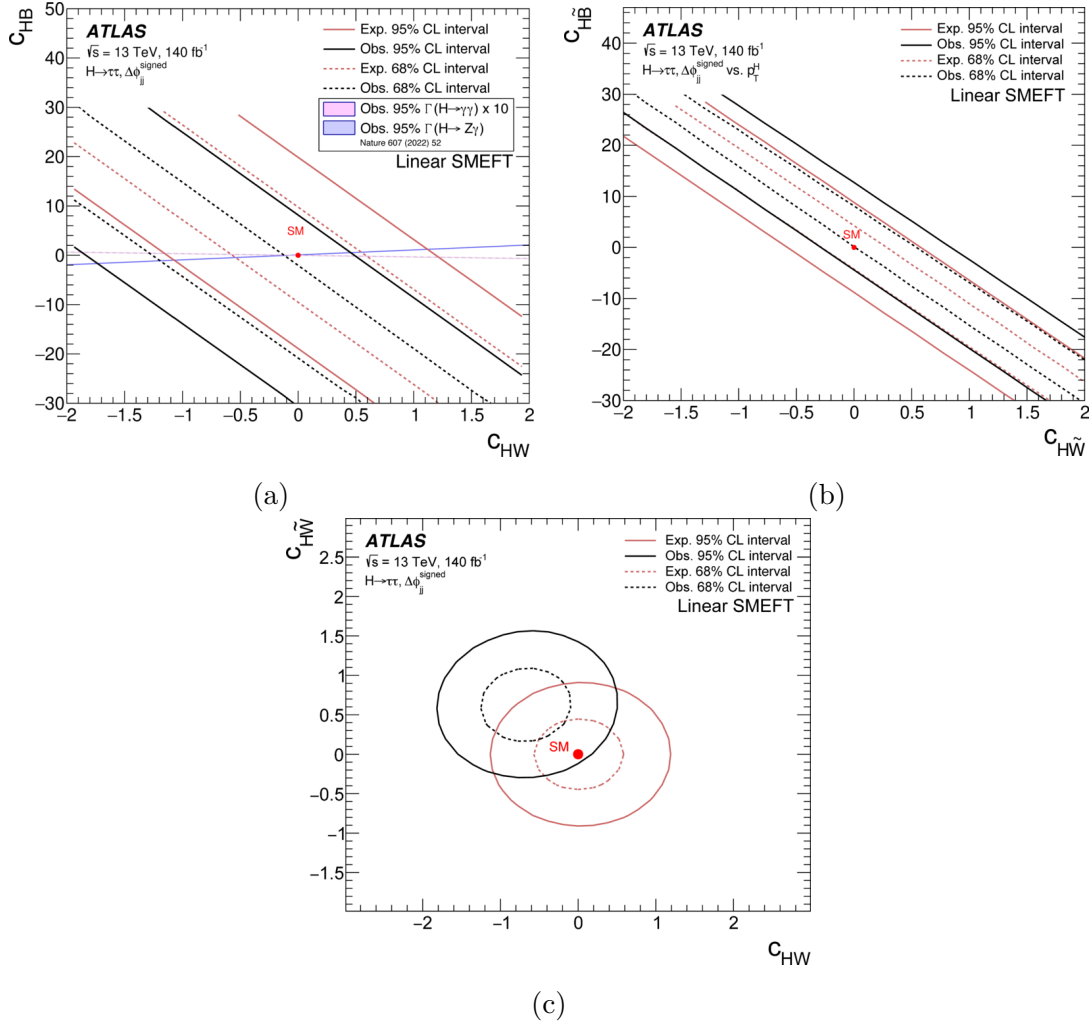 ATLAS
√s = 13 TeV, 140 fb⁻¹
H→ττ, Δϕ_jj^signed
Exp. 95% CL interval
Obs. 95% CL interval
Exp. 68% CL interval
Obs. 68% CL interval
Obs. 95% Γ(H→γγ) x 10
Obs. 95% Γ(H→ Zγ)
Nature 607 (2022) 52
Linear SMEFT
SM
c_HB
50
40
30
20
10
0
−10
−20
−30
−2 −1.5 −1 −0.5 0 0.5 1 1.5 2
c_HW
(a)
ATLAS
√s = 13 TeV, 140 fb⁻¹
H→ττ, Δϕ_jj^signed vs. p_T^H
Exp. 95% CL interval
Obs. 95% CL interval
Exp. 68% CL interval
Obs. 68% CL interval
Linear SMEFT
SM
c_HB̃
40
30
20
10
0
−10
−20
−30
−2 −1.5 −1 −0.5 0 0.5 1 1.5 2
c_HW̃
(b)
ATLAS
√s = 13 TeV, 140 fb⁻¹
H→ττ, Δϕ_jj^signed
Exp. 95% CL interval
Obs. 95% CL interval
Exp. 68% CL interval
Obs. 68% CL interval
Linear SMEFT
SM
c_HW̃
2.5
2
1.5
1
0.5
0
−0.5
−1
−1.5
−2 −1 0 1 2
c_HW
(c)